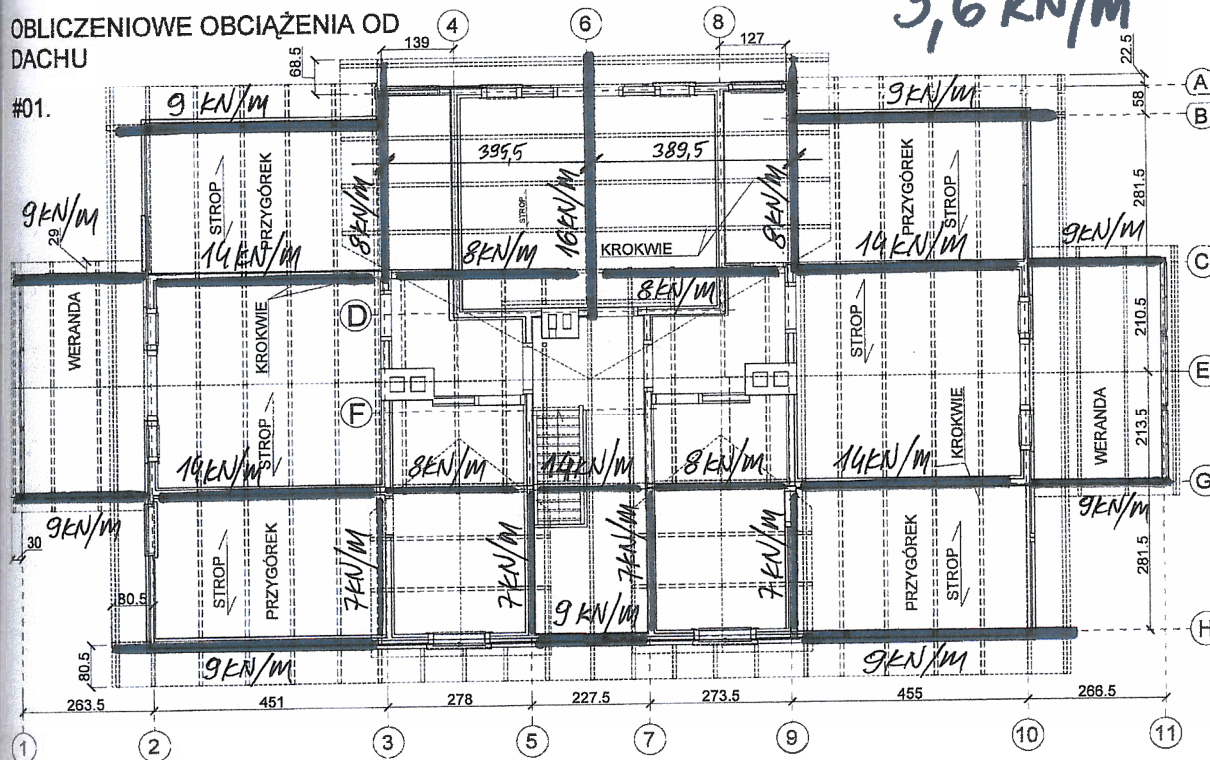 OBLICZENIOWE OBCIĄŻENIA OD
DACHU
#01.
4
6
8
3,6 kN/m
139
127
68.5
22.5
A
B
9 kN/m
9 kN/m
58
395,5
389,5
STROP
PRZYGÓREK
8kN/m
STROP
16kN/m
8kN/m
PRZYGÓREK
STROP
281.5
9kN/m
29
14kN/m
8kN/m
KROKWIE
14kN/m
9kN/m
C
8kN/m
WERANDA
KROKWIE
D
STROP
210.5
E
F
STROP
KROKWIE
WERANDA
213.5
14kN/m
8kN/m
14kN/m
8kN/m
14kN/m
G
9kN/m
9kN/m
30
STROP
PRZYGÓREK
7kN/m
7kN/m
7kN/m
7kN/m
PRZYGÓREK
STROP
281.5
80.5
9 kN/m
H
80.5
9kN/m
9kN/m
263.5
451
278
227.5
273.5
455
266.5
1
2
3
5
7
9
10
11